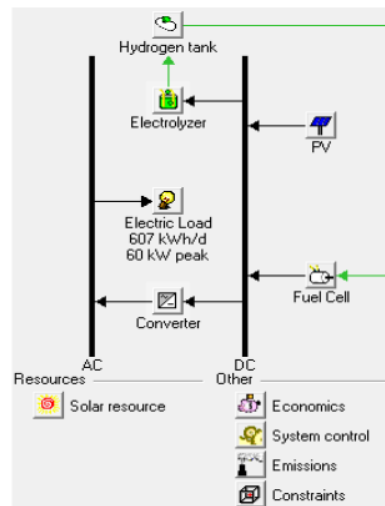 Hydrogen tank
Electrolyzer
PV
Electric Load
607 kWh/d
60 kW peak
Fuel Cell
Converter
AC
DC
Resources
Other
Solar resource
Economics
System control
Emissions
Constraints